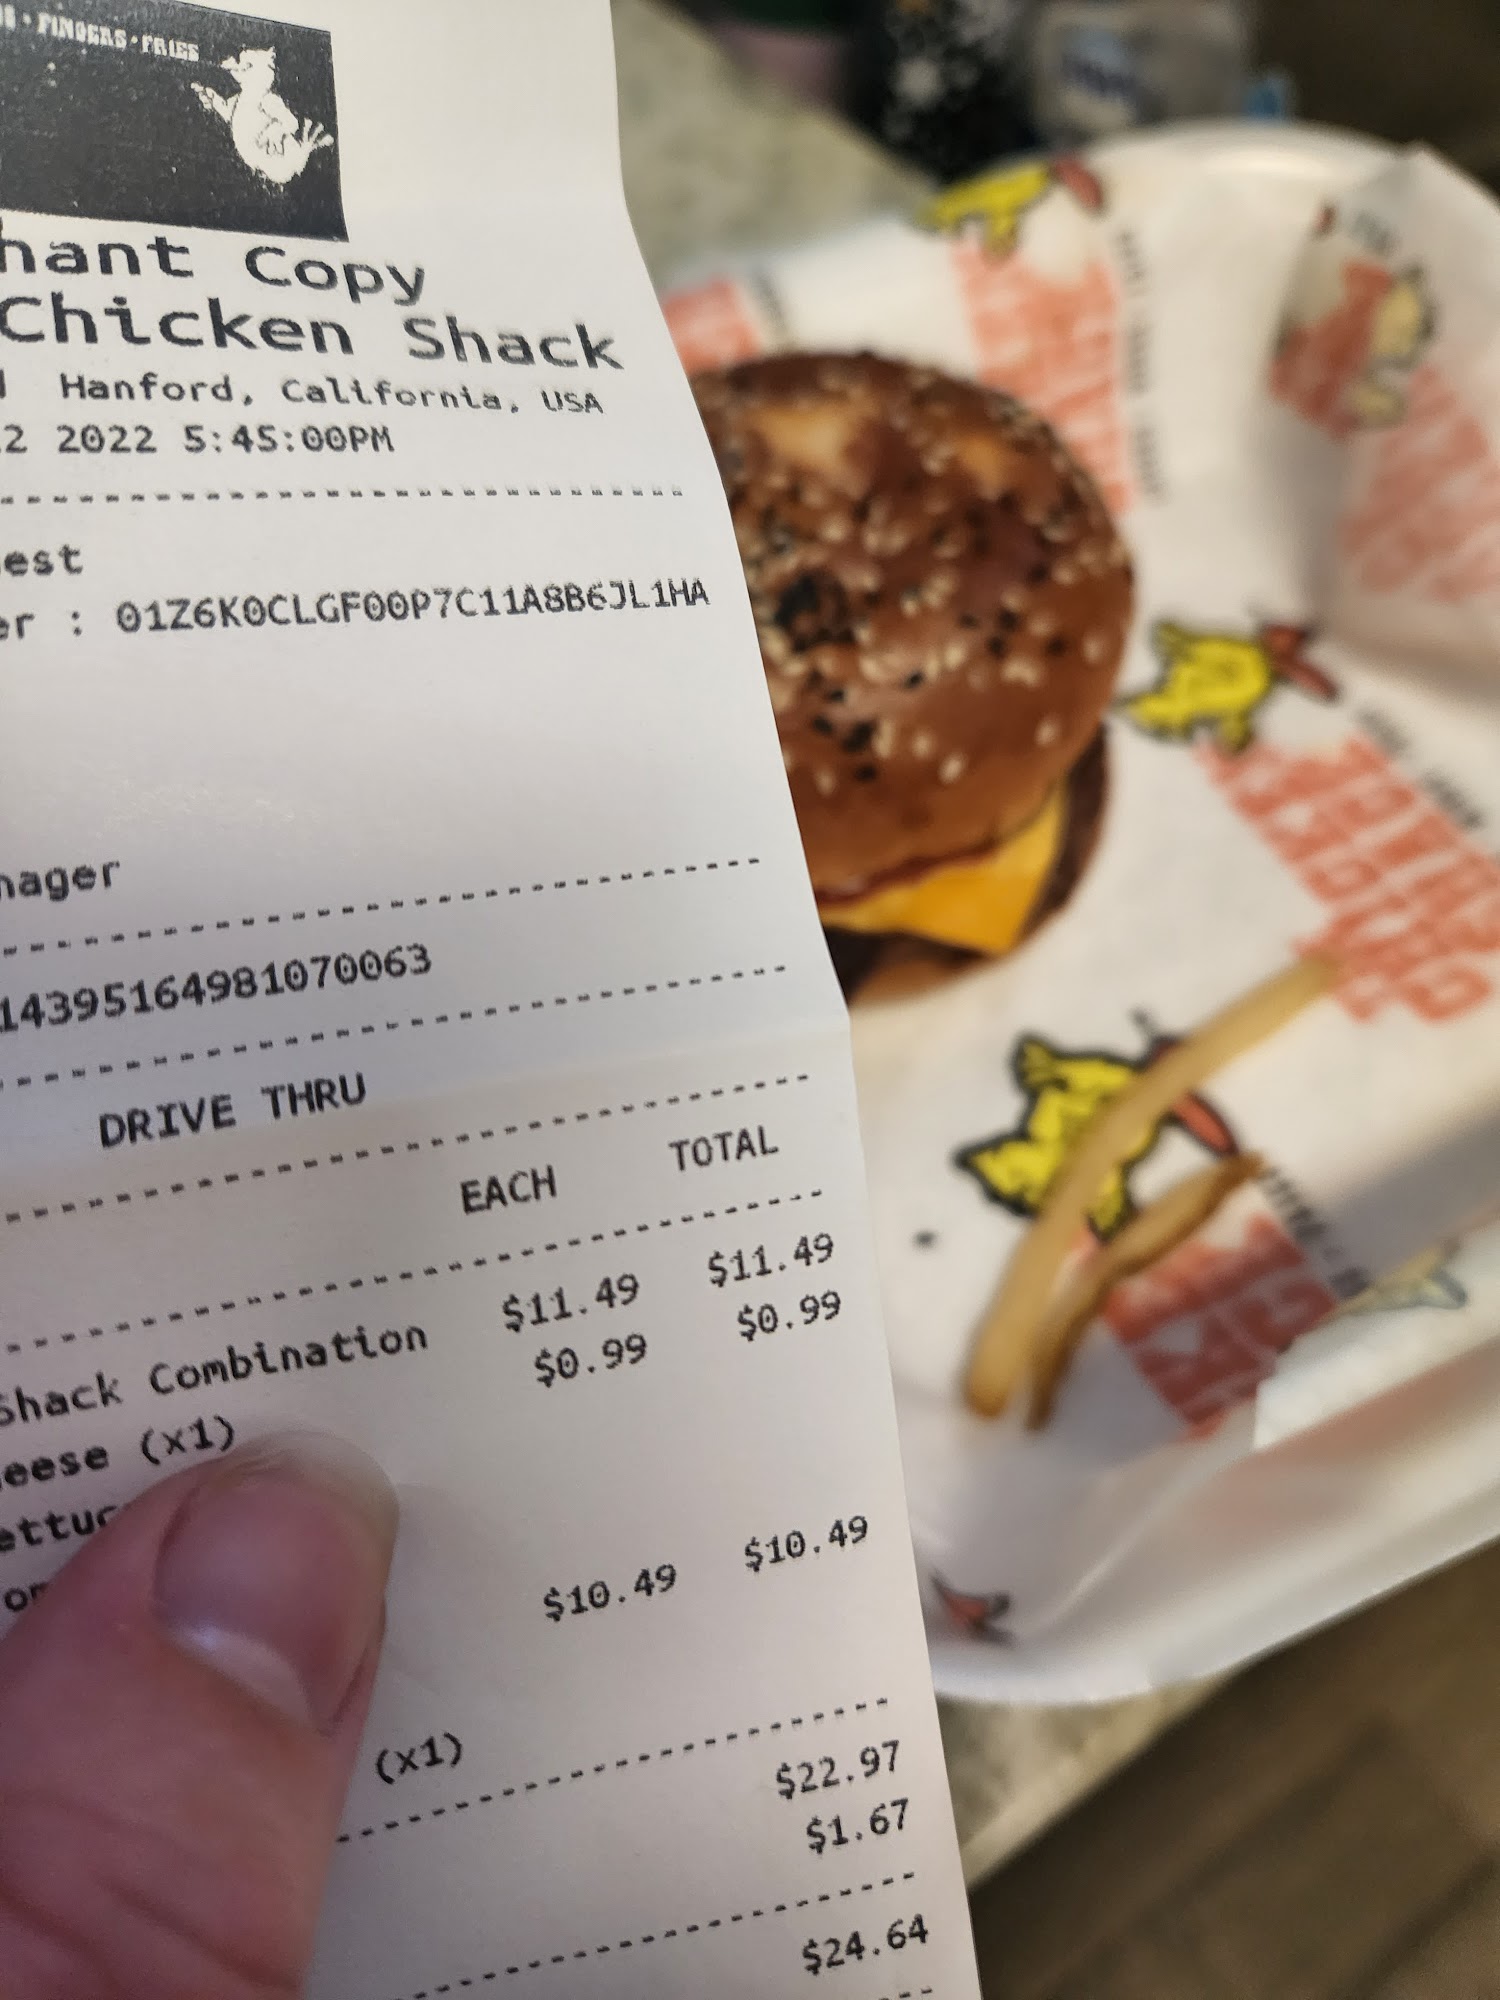 FINGERS • FRIES
hant Copy
Chicken Shack
Hanford, California, USA
2 2022 5:45:00PM
est
er : 01Z6K0CLGF00P7C11A8B6JL1HA
nager
14395164981070063
DRIVE THRU
EACH TOTAL
Shack Combination $11.49 $11.49
eese (x1) $0.99 $0.99
ettuc
$10.49 $10.49
(x1)
$22.97
$1.67
$24.64